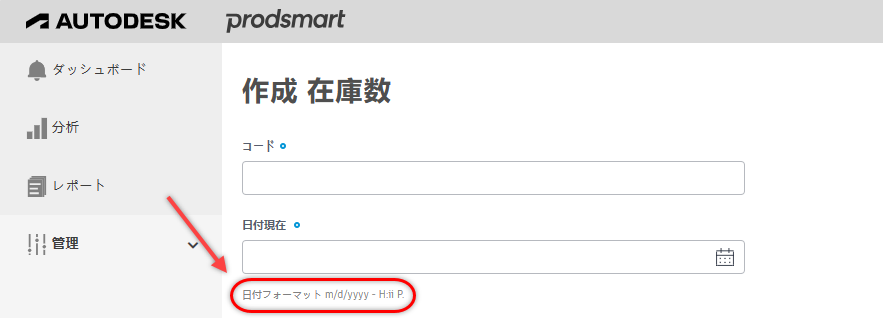 AUTODESK prodsmart
ダッシュボード
分析
レポート
管理
作成 在庫数
コード
日付現在
日付フォーマット m/d/yyyy - H:ii P.